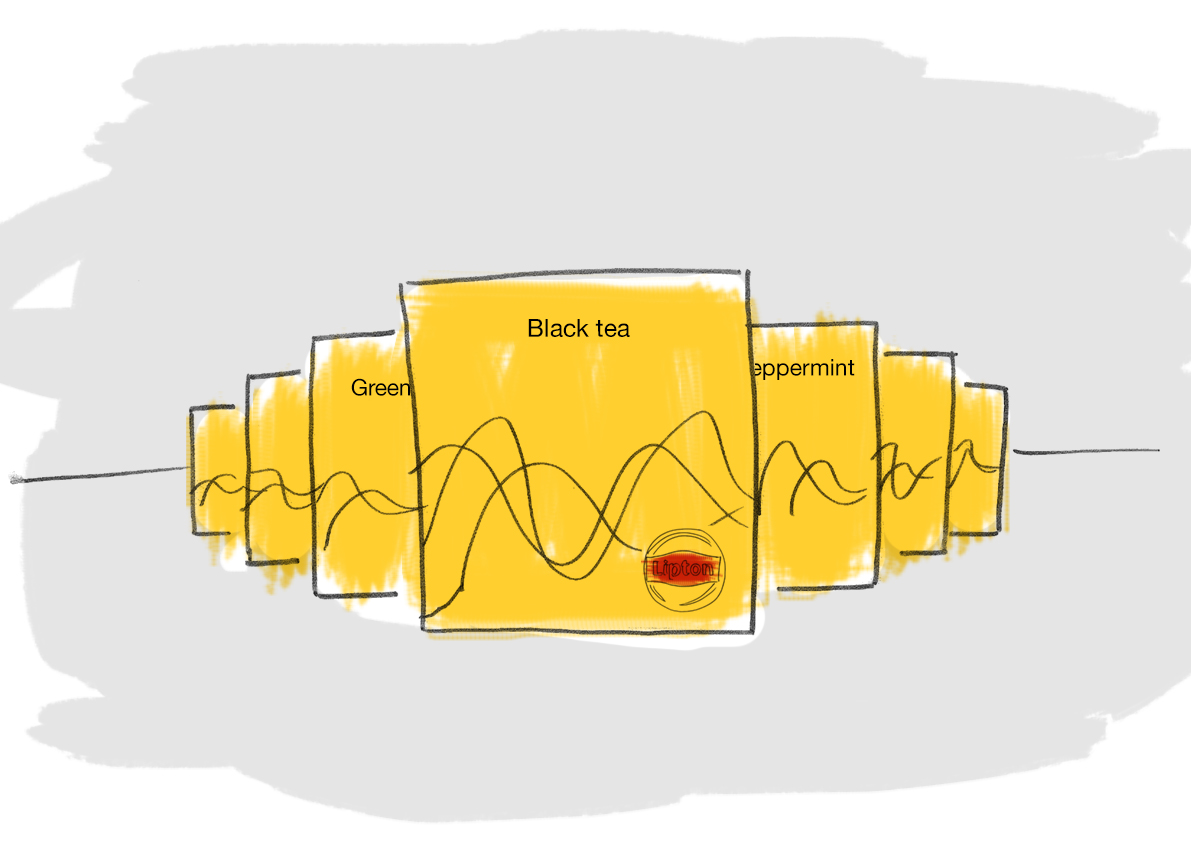 Black tea
Green
eppermint
Lipton